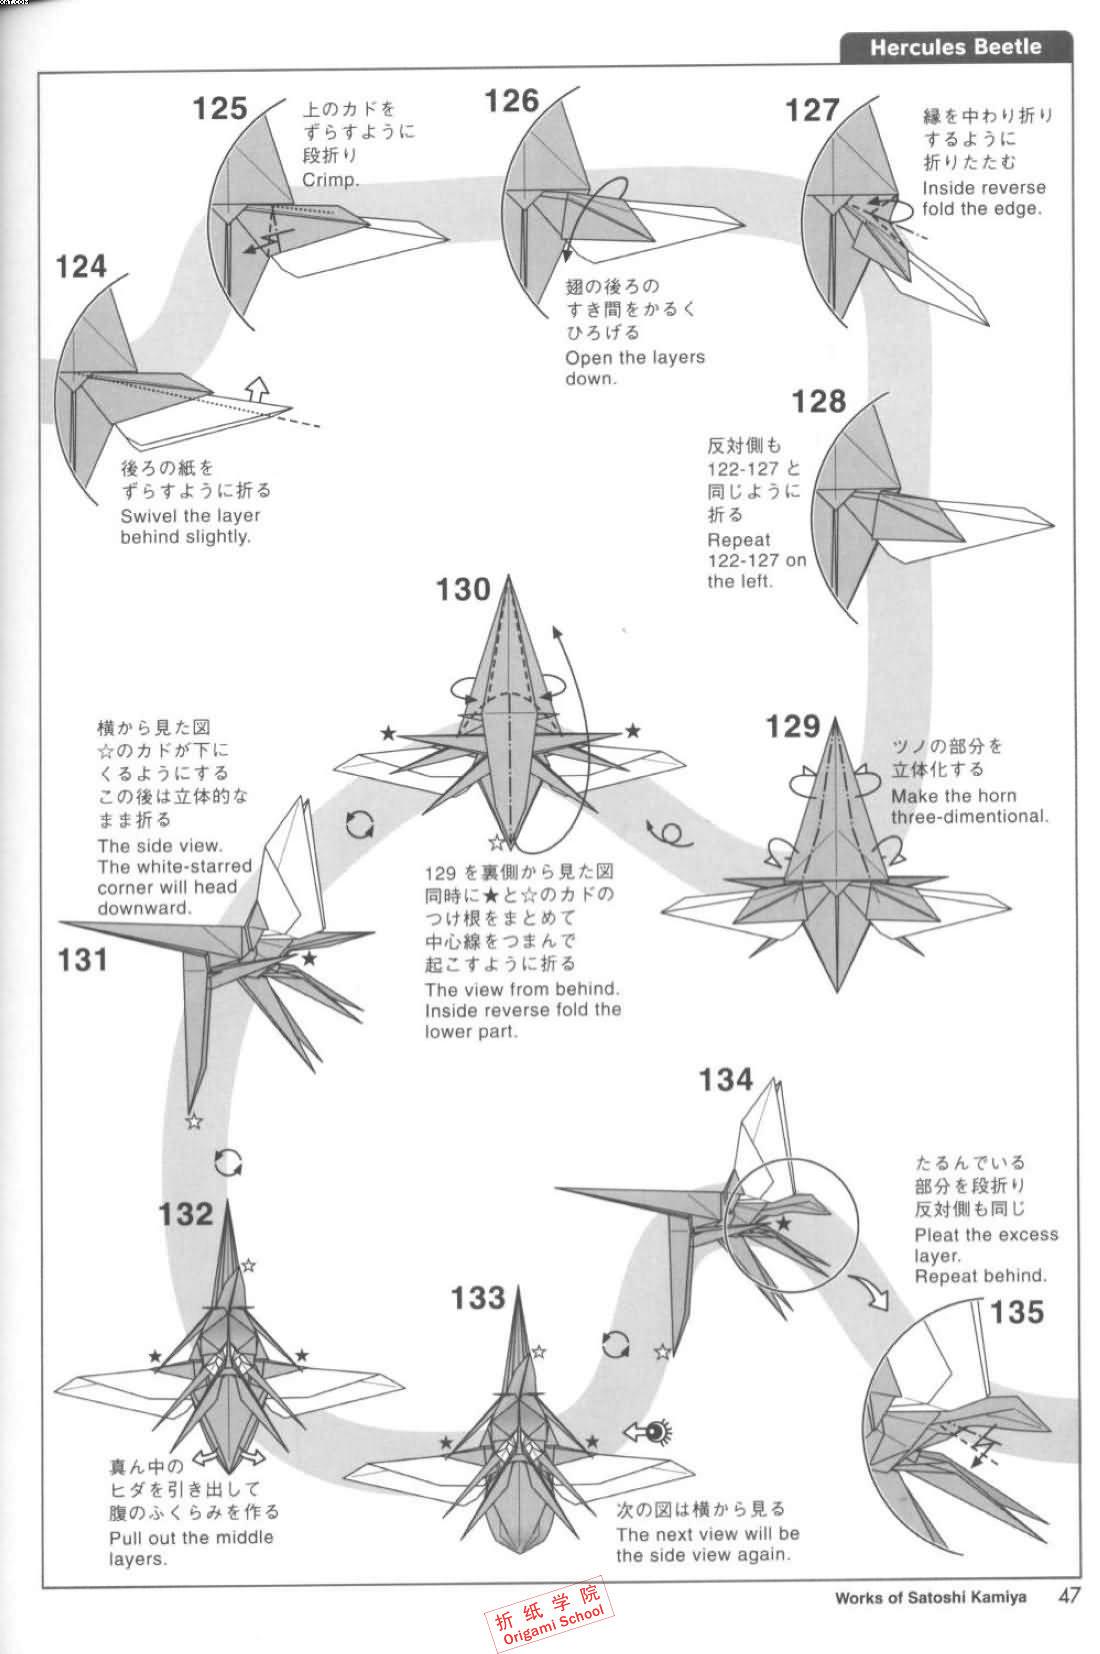 Hercules Beetle
124
後ろの紙を
ずらすように折る
Swivel the layer
behind slightly.
125
上のカドを
ずらすように
段折り
Crimp.
126
翅の後ろの
すき間をかるく
ひろげる
Open the layers
down.
127
縁を中わり折り
するように
折りたたむ
Inside reverse
fold the edge.
128
反対側も
122-127 と
同じように
折る
Repeat
122-127 on
the left.
129
ツノの部分を
立体化する
Make the horn
three-dimentional.
130
129 を裏側から見た図
同時に★と☆のカドの
つけ根をまとめて
中心線をつまんで
起こすように折る
The view from behind.
Inside reverse fold the
lower part.
131
横から見た図
☆のカドが下に
くるようにする
この後は立体的な
まま折る
The side view.
The white-starred
corner will head
downward.
132
真ん中の
ヒダを引き出して
腹のふくらみを作る
Pull out the middle
layers.
133
次の図は横から見る
The next view will be
the side view again.
134
135
たるんでいる
部分を段折り
反対側も同じ
Pleat the excess
layer.
Repeat behind.
Works of Satoshi Kamiya 47
折纸学院
Origami School